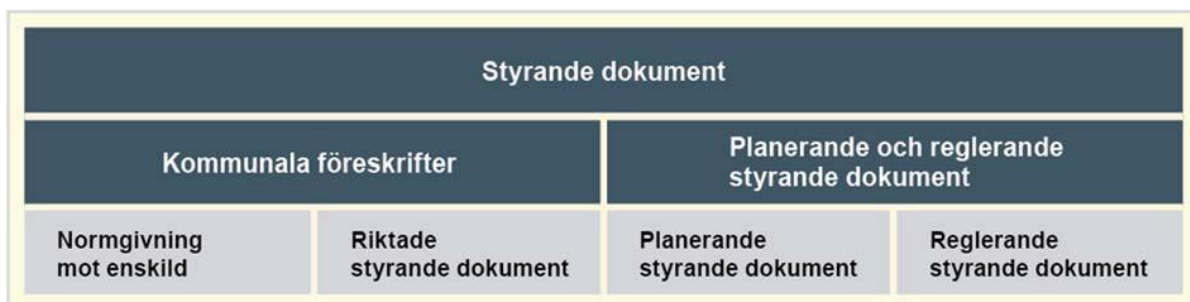 Styrande dokument
Kommunala föreskrifter
Planerande och reglerande
styrande dokument
Normgivning
mot enskild
Riktade
styrande dokument
Planerande
styrande dokument
Reglerande
styrande dokument